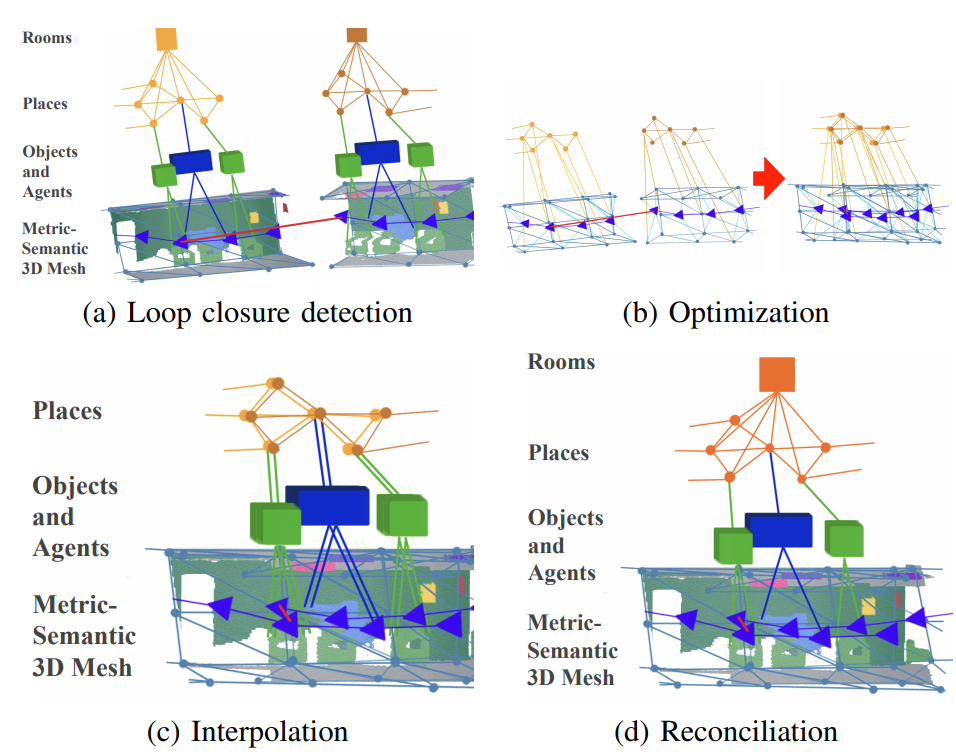 Rooms
Places
Objects
and
Agents
Metric-
Semantic
3D Mesh
(a) Loop closure detection
(b) Optimization
Places
Objects
and
Agents
Metric-
Semantic
3D Mesh
(c) Interpolation
Rooms
Places
Objects
and
Agents
Metric-
Semantic
3D Mesh
(d) Reconciliation